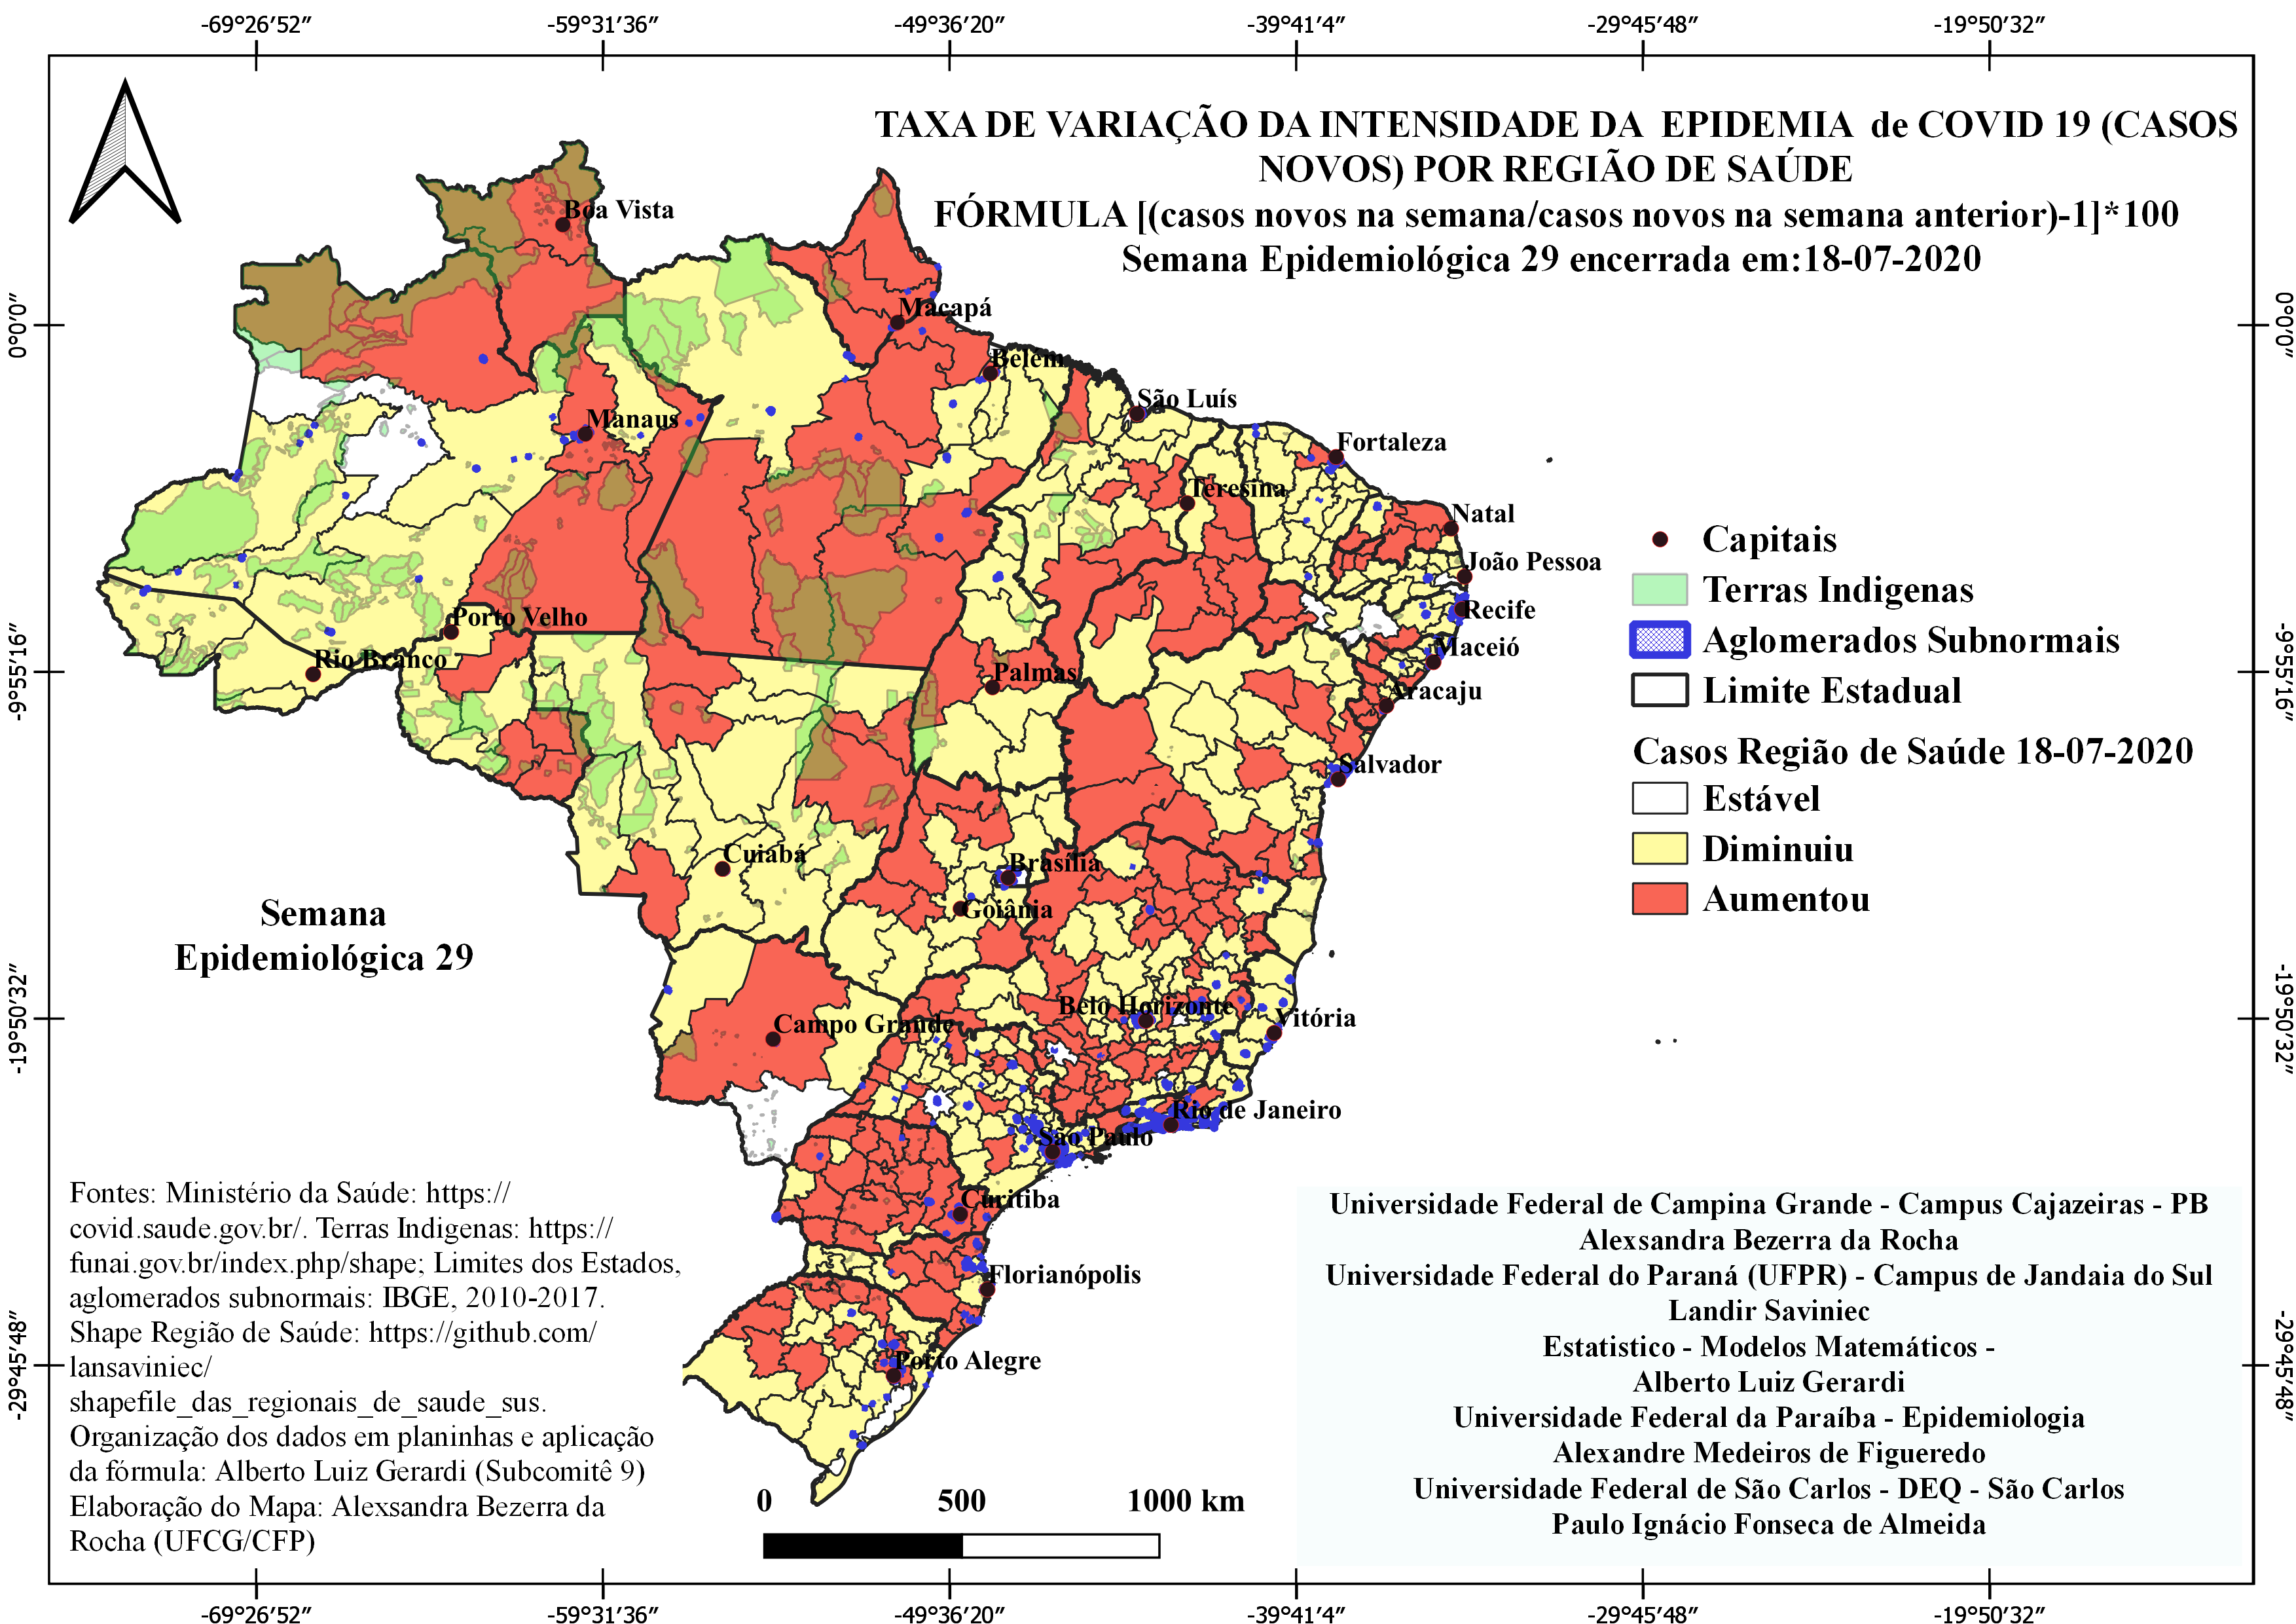 -69°26′52″ -59°31′36″ -49°36′20″ -39°41′4″ -29°45′48″ -19°50′32″
TAXA DE VARIAÇÃO DA INTENSIDADE DA EPIDEMIA de COVID 19 (CASOS
NOVOS) POR REGIÃO DE SAÚDE
FÓRMULA [(casos novos na semana/casos novos na semana anterior)-1]*100
Semana Epidemiológica 29 encerrada em:18-07-2020
0°0′0″ 0°0′0″
-9°55′16″ -9°55′16″
-19°50′32″ -19°50′32″
-29°45′48″ -29°45′48″
Boa Vista
Macapá
Belém
São Luís
Manaus
Fortaleza
Teresina
Natal
João Pessoa
Recife
Porto Velho
Maceió
Rio Branco
Palmas
Aracaju
Salvador
Cuiabá
Brasília
Goiânia
Belo Horizonte
Vitória
Campo Grande
Rio de Janeiro
São Paulo
Curitiba
Florianópolis
Porto Alegre
Capitais
Terras Indigenas
Aglomerados Subnormais
Limite Estadual
Casos Região de Saúde 18-07-2020
Estável
Diminuiu
Aumentou
Semana
Epidemiológica 29
Fontes: Ministério da Saúde: https://
covid.saude.gov.br/. Terras Indigenas: https://
funai.gov.br/index.php/shape; Limites dos Estados,
aglomerados subnormais: IBGE, 2010-2017.
Shape Região de Saúde: https://github.com/
lansaviniec/
shapefile_das_regionais_de_saude_sus.
Organização dos dados em planinhas e aplicação
da fórmula: Alberto Luiz Gerardi (Subcomitê 9)
Elaboração do Mapa: Alexsandra Bezerra da
Rocha (UFCG/CFP)
0 500 1000 km
Universidade Federal de Campina Grande - Campus Cajazeiras - PB
Alexsandra Bezerra da Rocha
Universidade Federal do Paraná (UFPR) - Campus de Jandaia do Sul
Landir Saviniec
Estatistico - Modelos Matemáticos -
Alberto Luiz Gerardi
Universidade Federal da Paraíba - Epidemiologia
Alexandre Medeiros de Figueredo
Universidade Federal de São Carlos - DEQ - São Carlos
Paulo Ignácio Fonseca de Almeida
-69°26′52″ -59°31′36″ -49°36′20″ -39°41′4″ -29°45′48″ -19°50′32″